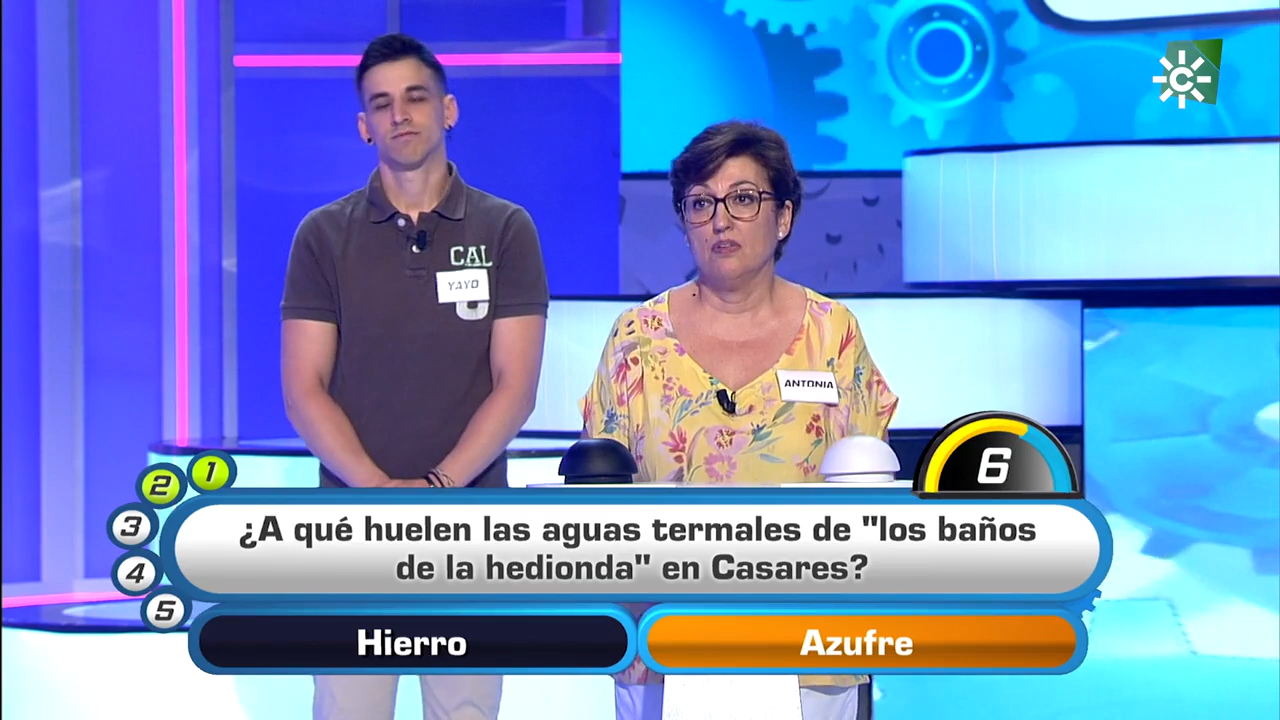 CAL
YAYO
ANTONIA
6
1
2
3
4
5
¿A qué huelen las aguas termales de "los baños
de la hedionda" en Casares?
Hierro
Azufre